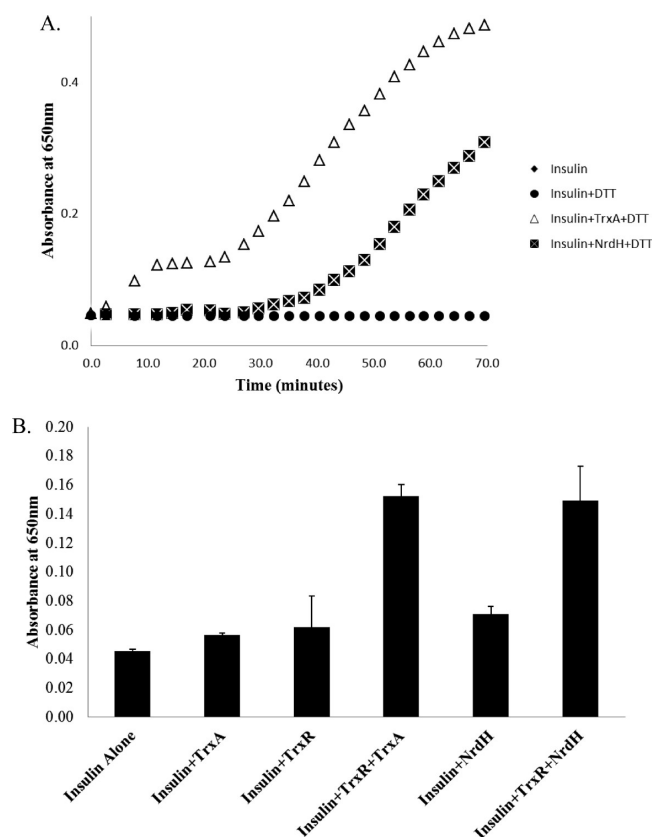 A.
Absorbance at 650nm
0.4
0.2
0.0
0.0 10.0 20.0 30.0 40.0 50.0 60.0 70.0
Time (minutes)
Insulin
Insulin+DTT
Insulin+TrxA+DTT
Insulin+NrdH+DTT
B.
Absorbance at 650nm
0.20
0.18
0.16
0.14
0.12
0.10
0.08
0.06
0.04
0.02
0.00
Insulin Alone
Insulin+TrxA
Insulin+TrxR
Insulin+TrxR+TrxA
Insulin+NrdH
Insulin+TrxR+NrdH